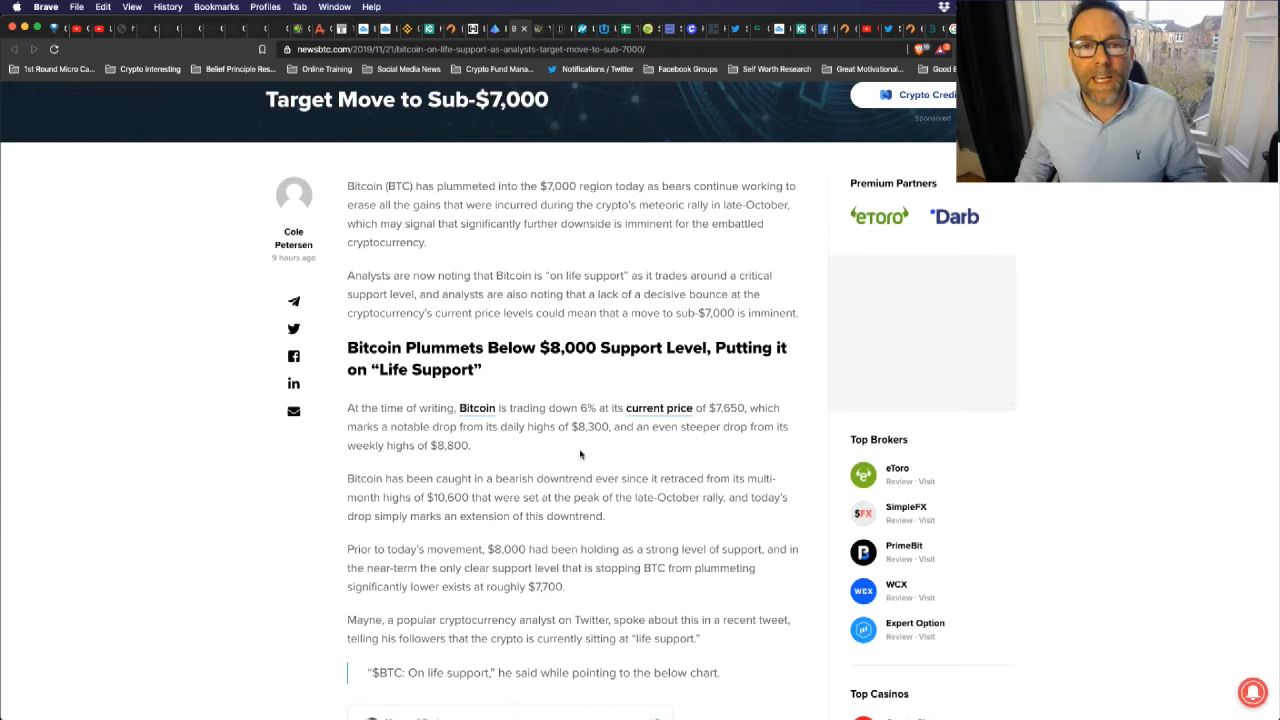 Brave File Edit View History Bookmarks Profiles Tab Window Help
newsbtc.com/2019/11/21/bitcoin-on-life-support-as-analysts-target-move-to-sub-7000/
1st Round Micro Ca... Crypto Interesting Belkin Principle Res... Online Training Social Media News Crypto Fund Mana... Notifications / Twitter Facebook Groups Self Worth Research Great Motivational...
Target Move to Sub-$7,000
Sponsored
Cole
Petersen
9 hours ago
Bitcoin (BTC) has plummeted into the $7,000 region today as bears continue working to
erase all the gains that were incurred during the crypto's meteoric rally in late-October,
which may signal that significantly further downside is imminent for the embattled
cryptocurrency.
Analysts are now noting that Bitcoin is “on life support” as it trades around a critical
support level, and analysts are also noting that a lack of a decisive bounce at the
cryptocurrency's current price levels could mean that a move to sub-$7,000 is imminent.
Bitcoin Plummets Below $8,000 Support Level, Putting it
on “Life Support”
At the time of writing, Bitcoin is trading down 6% at its current price of $7,650, which
marks a notable drop from its daily highs of $8,300, and an even steeper drop from its
weekly highs of $8,800.
Bitcoin has been caught in a bearish downtrend ever since it retraced from its multi-
month highs of $10,600 that were set at the peak of the late-October rally, and today's
drop simply marks an extension of this downtrend.
Prior to today's movement, $8,000 had been holding as a strong level of support, and in
the near-term the only clear support level that is stopping BTC from plummeting
significantly lower exists at roughly $7,700.
Mayne, a popular cryptocurrency analyst on Twitter, spoke about this in a recent tweet,
telling his followers that the crypto is currently sitting at “life support.”
“$BTC: On life support,” he said while pointing to the below chart.
Premium Partners
eToro Darb
Top Brokers
eToro
Review · Visit
$FX SimpleFX
Review · Visit
PrimeBit
Review · Visit
WCX WCX
Review · Visit
Expert Option
Review · Visit
Top Casinos